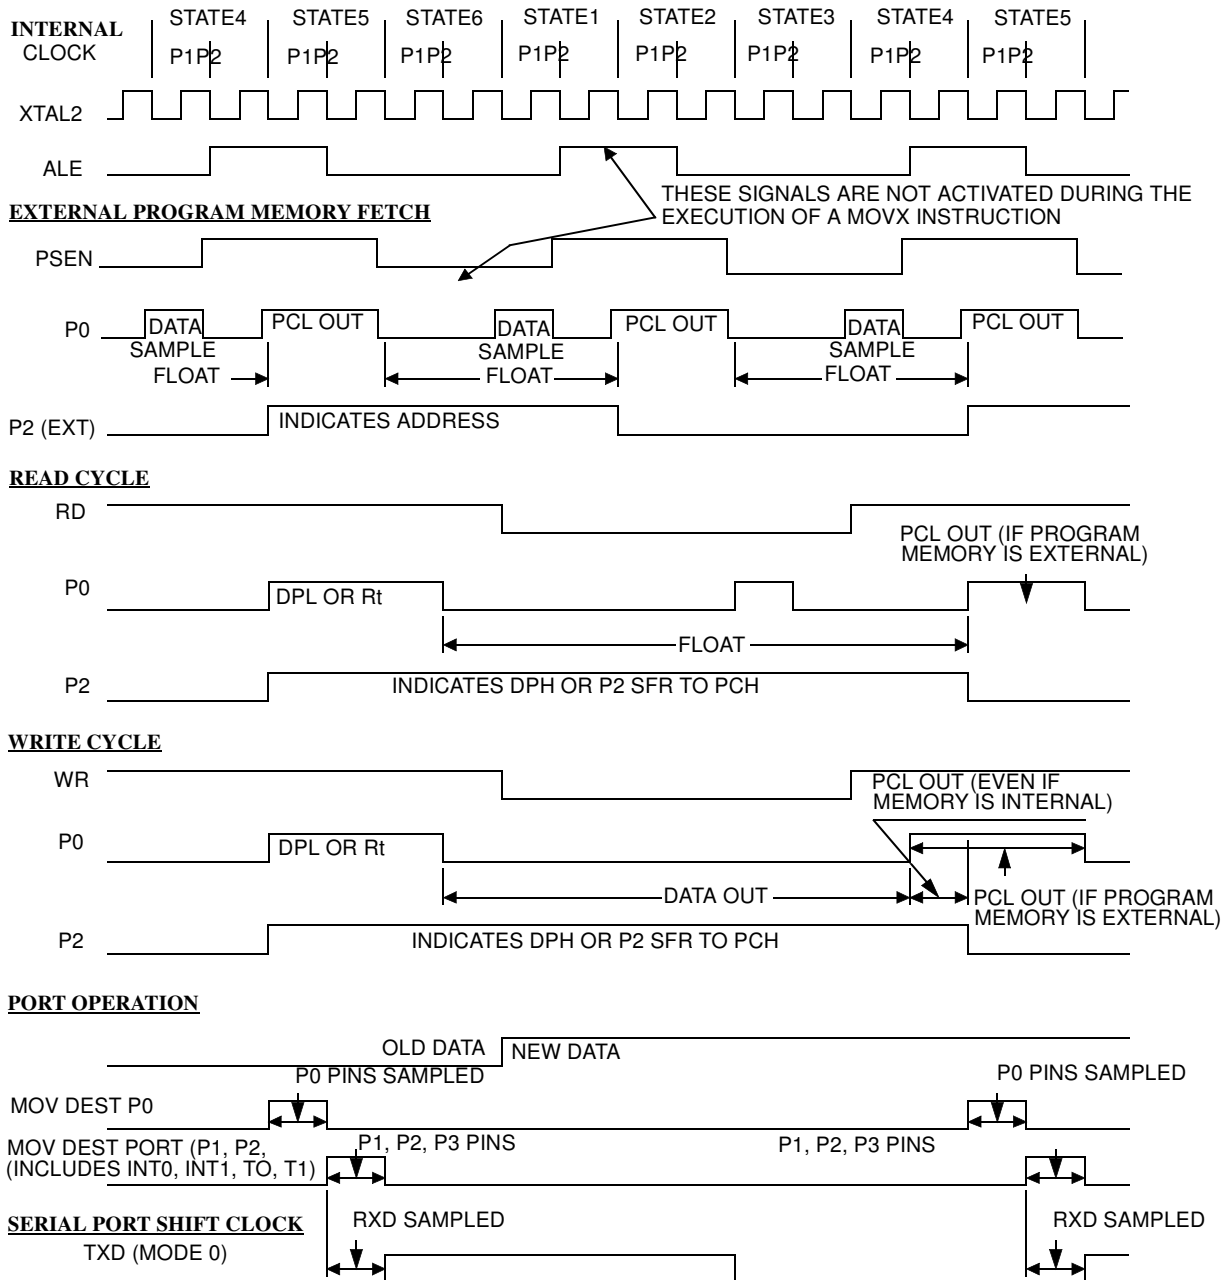 INTERNAL
CLOCK
STATE4 STATE5 STATE6 STATE1 STATE2 STATE3 STATE4 STATE5
P1P2 P1P2 P1P2 P1P2 P1P2 P1P2 P1P2 P1P2
XTAL2
ALE
THESE SIGNALS ARE NOT ACTIVATED DURING THE
EXECUTION OF A MOVX INSTRUCTION
EXTERNAL PROGRAM MEMORY FETCH
PSEN
P0
DATA PCL OUT DATA PCL OUT DATA PCL OUT
SAMPLE SAMPLE SAMPLE
FLOAT FLOAT FLOAT
P2 (EXT)
INDICATES ADDRESS
READ CYCLE
RD
PCL OUT (IF PROGRAM
MEMORY IS EXTERNAL)
P0
DPL OR Rt
FLOAT
P2
INDICATES DPH OR P2 SFR TO PCH
WRITE CYCLE
WR
PCL OUT (EVEN IF
MEMORY IS INTERNAL)
P0
DPL OR Rt
DATA OUT
PCL OUT (IF PROGRAM
MEMORY IS EXTERNAL)
P2
INDICATES DPH OR P2 SFR TO PCH
PORT OPERATION
OLD DATA NEW DATA
P0 PINS SAMPLED P0 PINS SAMPLED
MOV DEST P0
MOV DEST PORT (P1, P2,
(INCLUDES INT0, INT1, TO, T1)
P1, P2, P3 PINS P1, P2, P3 PINS
SERIAL PORT SHIFT CLOCK
RXD SAMPLED RXD SAMPLED
TXD (MODE 0)